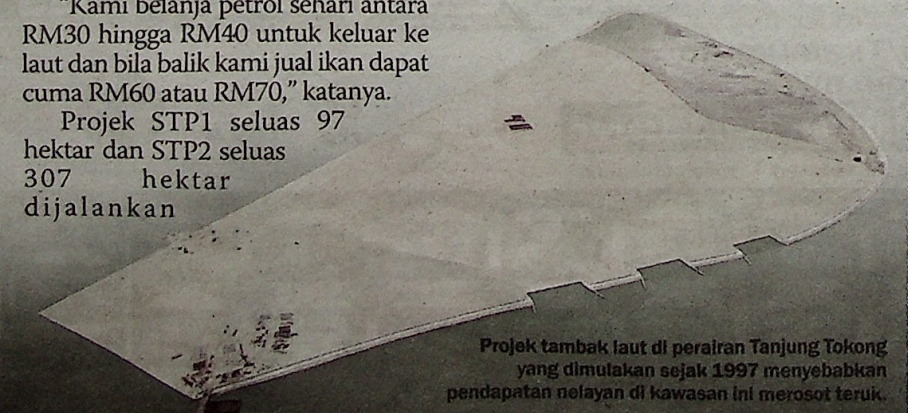 "Kami belanja petrol sehari antara
RM30 hingga RM40 untuk keluar ke
laut dan bila balik kami jual ikan dapat
cuma RM60 atau RM70," katanya.
Projek STP1 seluas 97
hektar dan STP2 seluas
307 hektar
dijalankan
Projek tambak laut di perairan Tanjung Tokong
yang dimulakan sejak 1997 menyebabkan
pendapatan nelayan di kawasan ini merosot teruk.